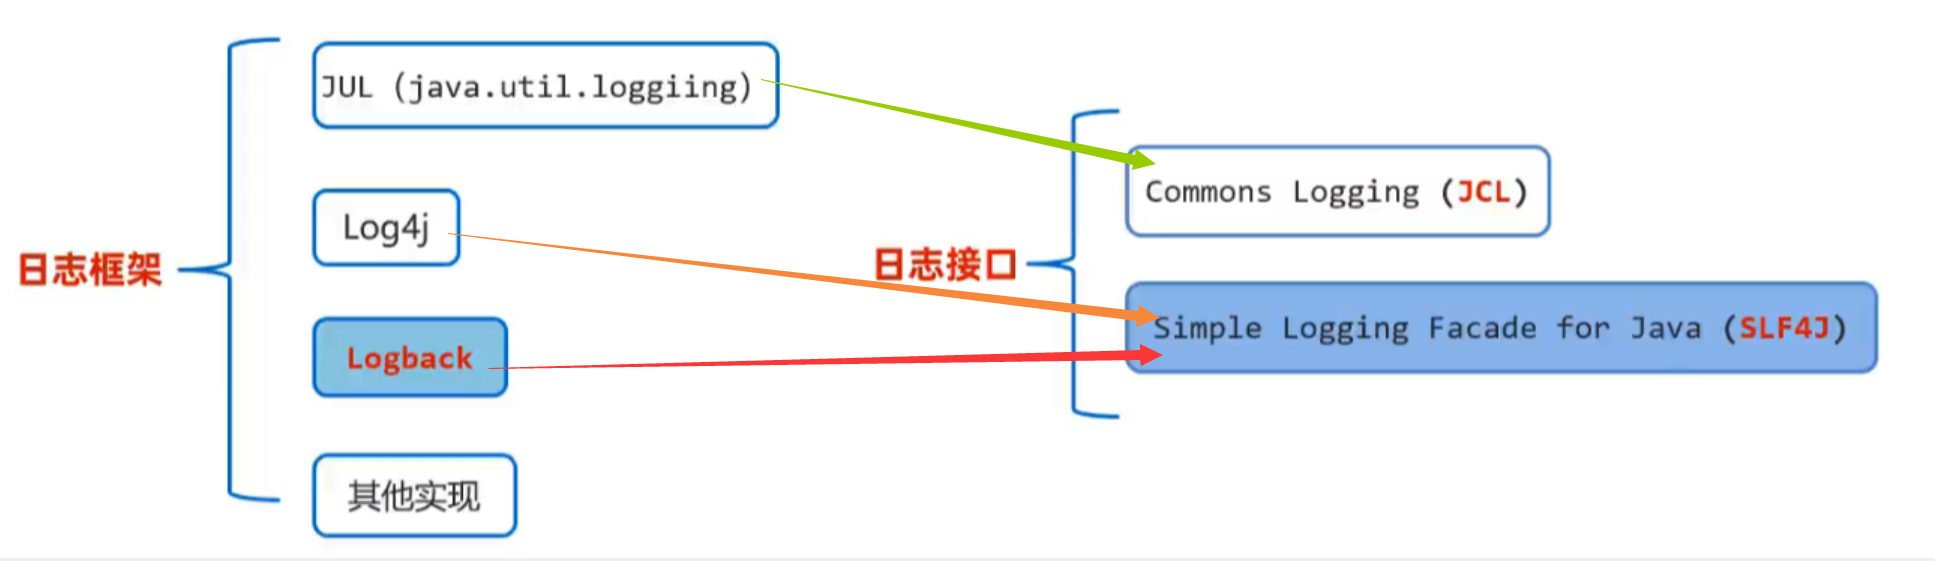 日志框架
JUL (java.util.loggiing)
Log4j
Logback
其他实现
日志接口
Commons Logging (JCL)
Simple Logging Facade for Java (SLF4J)